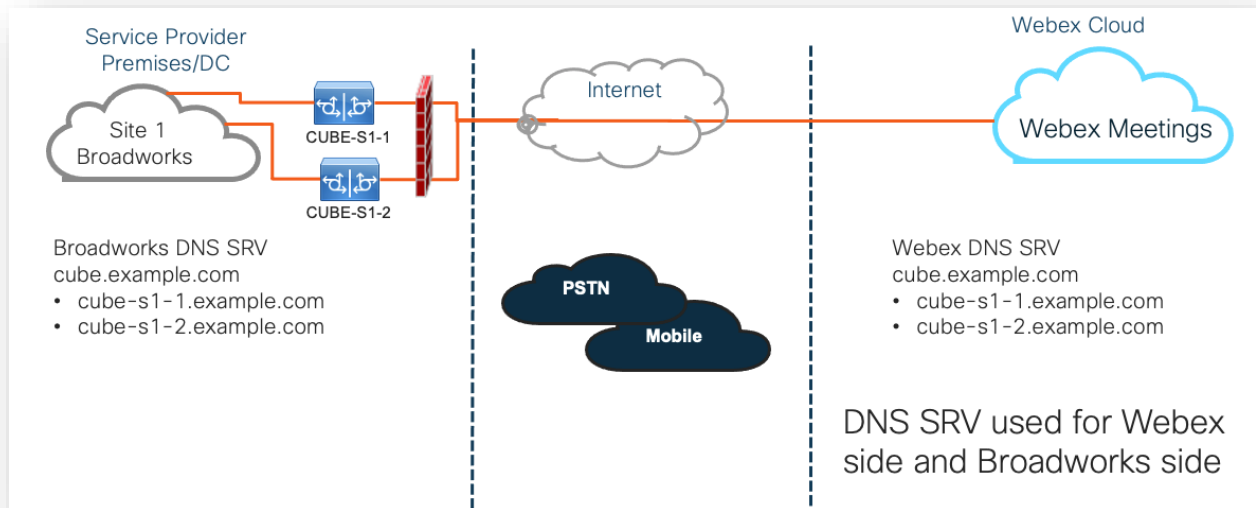 Service Provider
Premises/DC
Site 1
Broadworks
CUBE-S1-1
CUBE-S1-2
Internet
Webex Cloud
Webex Meetings
Broadworks DNS SRV
cube.example.com
• cube-s1-1.example.com
• cube-s1-2.example.com
PSTN
Mobile
Webex DNS SRV
cube.example.com
• cube-s1-1.example.com
• cube-s1-2.example.com
DNS SRV used for Webex
side and Broadworks side